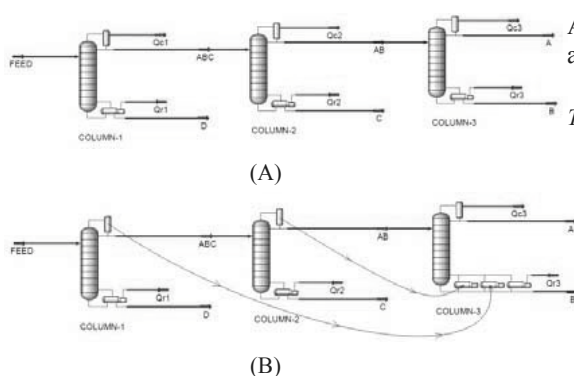 Qc1
Qc2
Qc3
FEED
ABC
AB
A
Qr1
D
Qr2
C
Qr3
B
COLUMN-1
COLUMN-2
COLUMN-3
(A)
Qc3
FEED
ABC
AB
A
Qr1
D
Qr2
C
Qr3
B
COLUMN-1
COLUMN-2
COLUMN-3
(B)